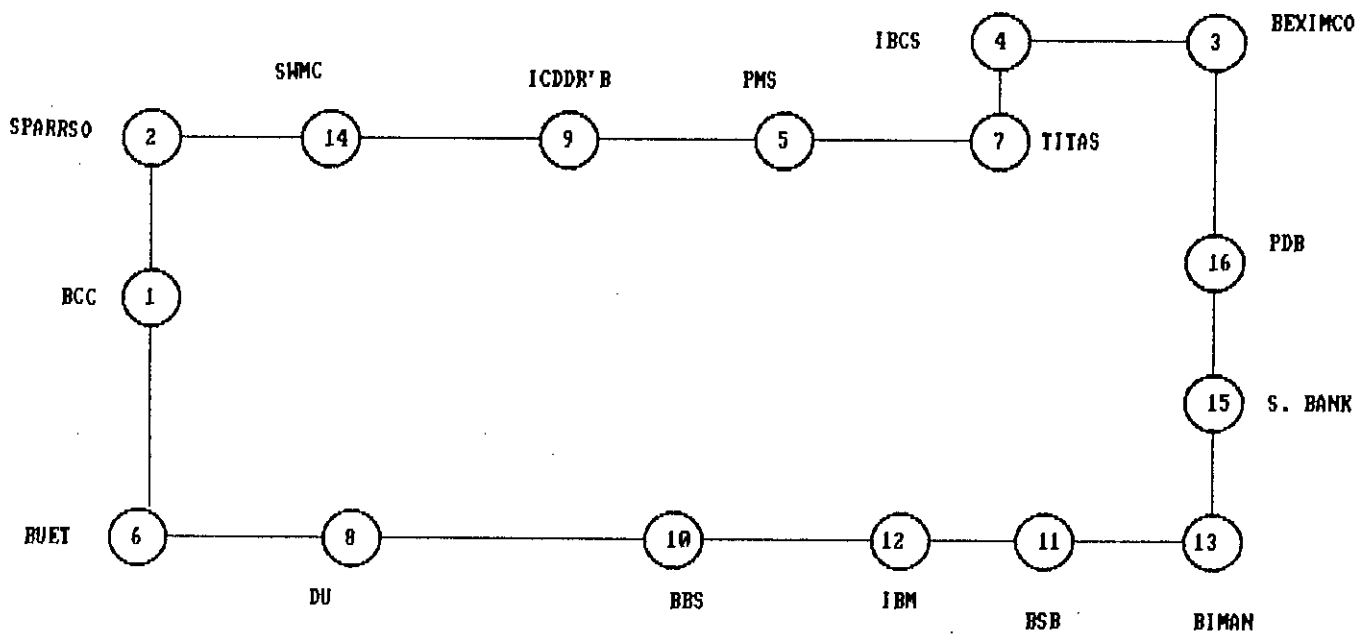 BEXIMCO
IBCS 4 3
SWMC ICDDR'B PMS
SPARRSO 2 14 9 5 7 TITAS
PDB
16
BCC 1
15 S. BANK
BUET 6 8 10 12 11 13
DU BBS IBM BSB BIMAN